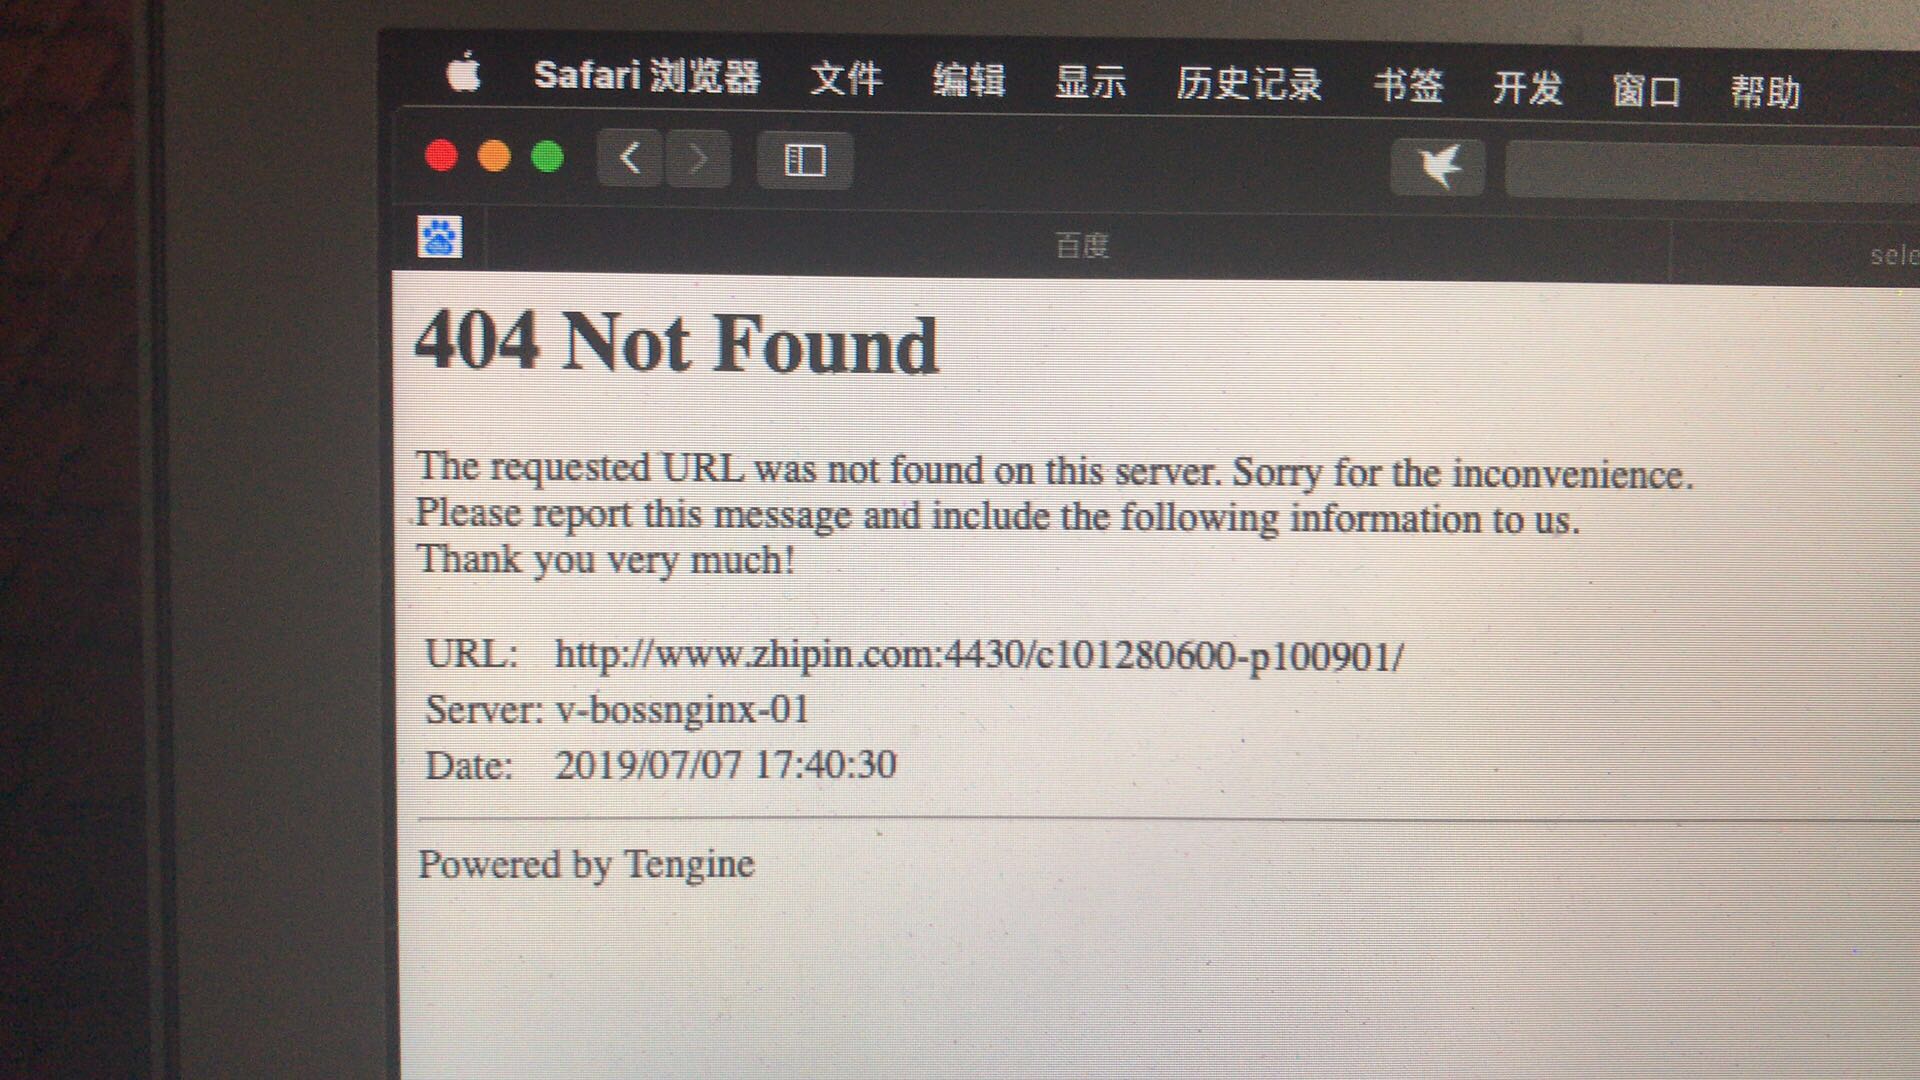 Safari 浏览器 文件 编辑 显示 历史记录 书签 开发 窗口 帮助
百度 sele
404 Not Found
The requested URL was not found on this server. Sorry for the inconvenience.
Please report this message and include the following information to us.
Thank you very much!
URL: http://www.zhipin.com:4430/c101280600-p100901/
Server: v-bossnginx-01
Date: 2019/07/07 17:40:30
Powered by Tengine